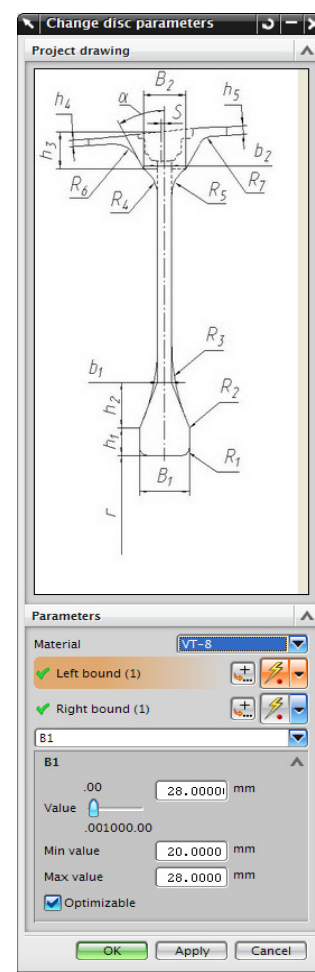 Change disc parameters
Project drawing
B2
h4 α S h5
h3 b2
R6 R4 R5 R7
R3
b1
R2
h2
h1
R1
B1
r
Parameters
Material VT-8
Left bound (1)
Right bound (1)
B1
B1
.00
Value 28.0000 mm
.001000.00
Min value 20.0000 mm
Max value 28.0000 mm
Optimizable
OK Apply Cancel